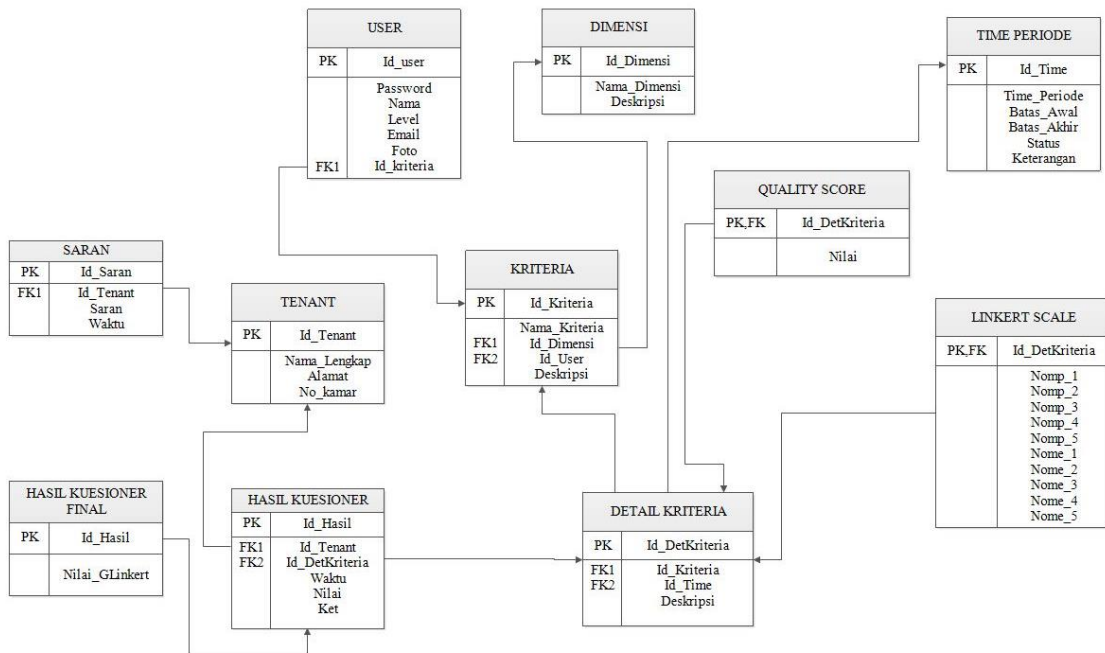 USER
PK Id_user
Password
Nama
Level
Email
Foto
FK1 Id_kriteria
DIMENSI
PK Id_Dimensi
Nama_Dimensi
Deskripsi
TIME PERIODE
PK Id_Time
Time_Periode
Batas_Awal
Batas_Akhir
Status
Keterangan
QUALITY SCORE
PK,FK Id_DetKriteria
Nilai
SARAN
PK Id_Saran
FK1 Id_Tenant
Saran
Waktu
TENANT
PK Id_Tenant
Nama_Lengkap
Alamat
No_kamar
KRITERIA
PK Id_Kriteria
Nama_Kriteria
FK1 Id_Dimensi
FK2 Id_User
Deskripsi
LINKERT SCALE
PK,FK Id_DetKriteria
Nomp_1
Nomp_2
Nomp_3
Nomp_4
Nomp_5
Nome_1
Nome_2
Nome_3
Nome_4
Nome_5
HASIL KUESIONER
FINAL
PK Id_Hasil
Nilai_GLinkert
HASIL KUESIONER
PK Id_Hasil
FK1 Id_Tenant
FK2 Id_DetKriteria
Waktu
Nilai
Ket
DETAIL KRITERIA
PK Id_DetKriteria
FK1 Id_Kriteria
FK2 Id_Time
Deskripsi